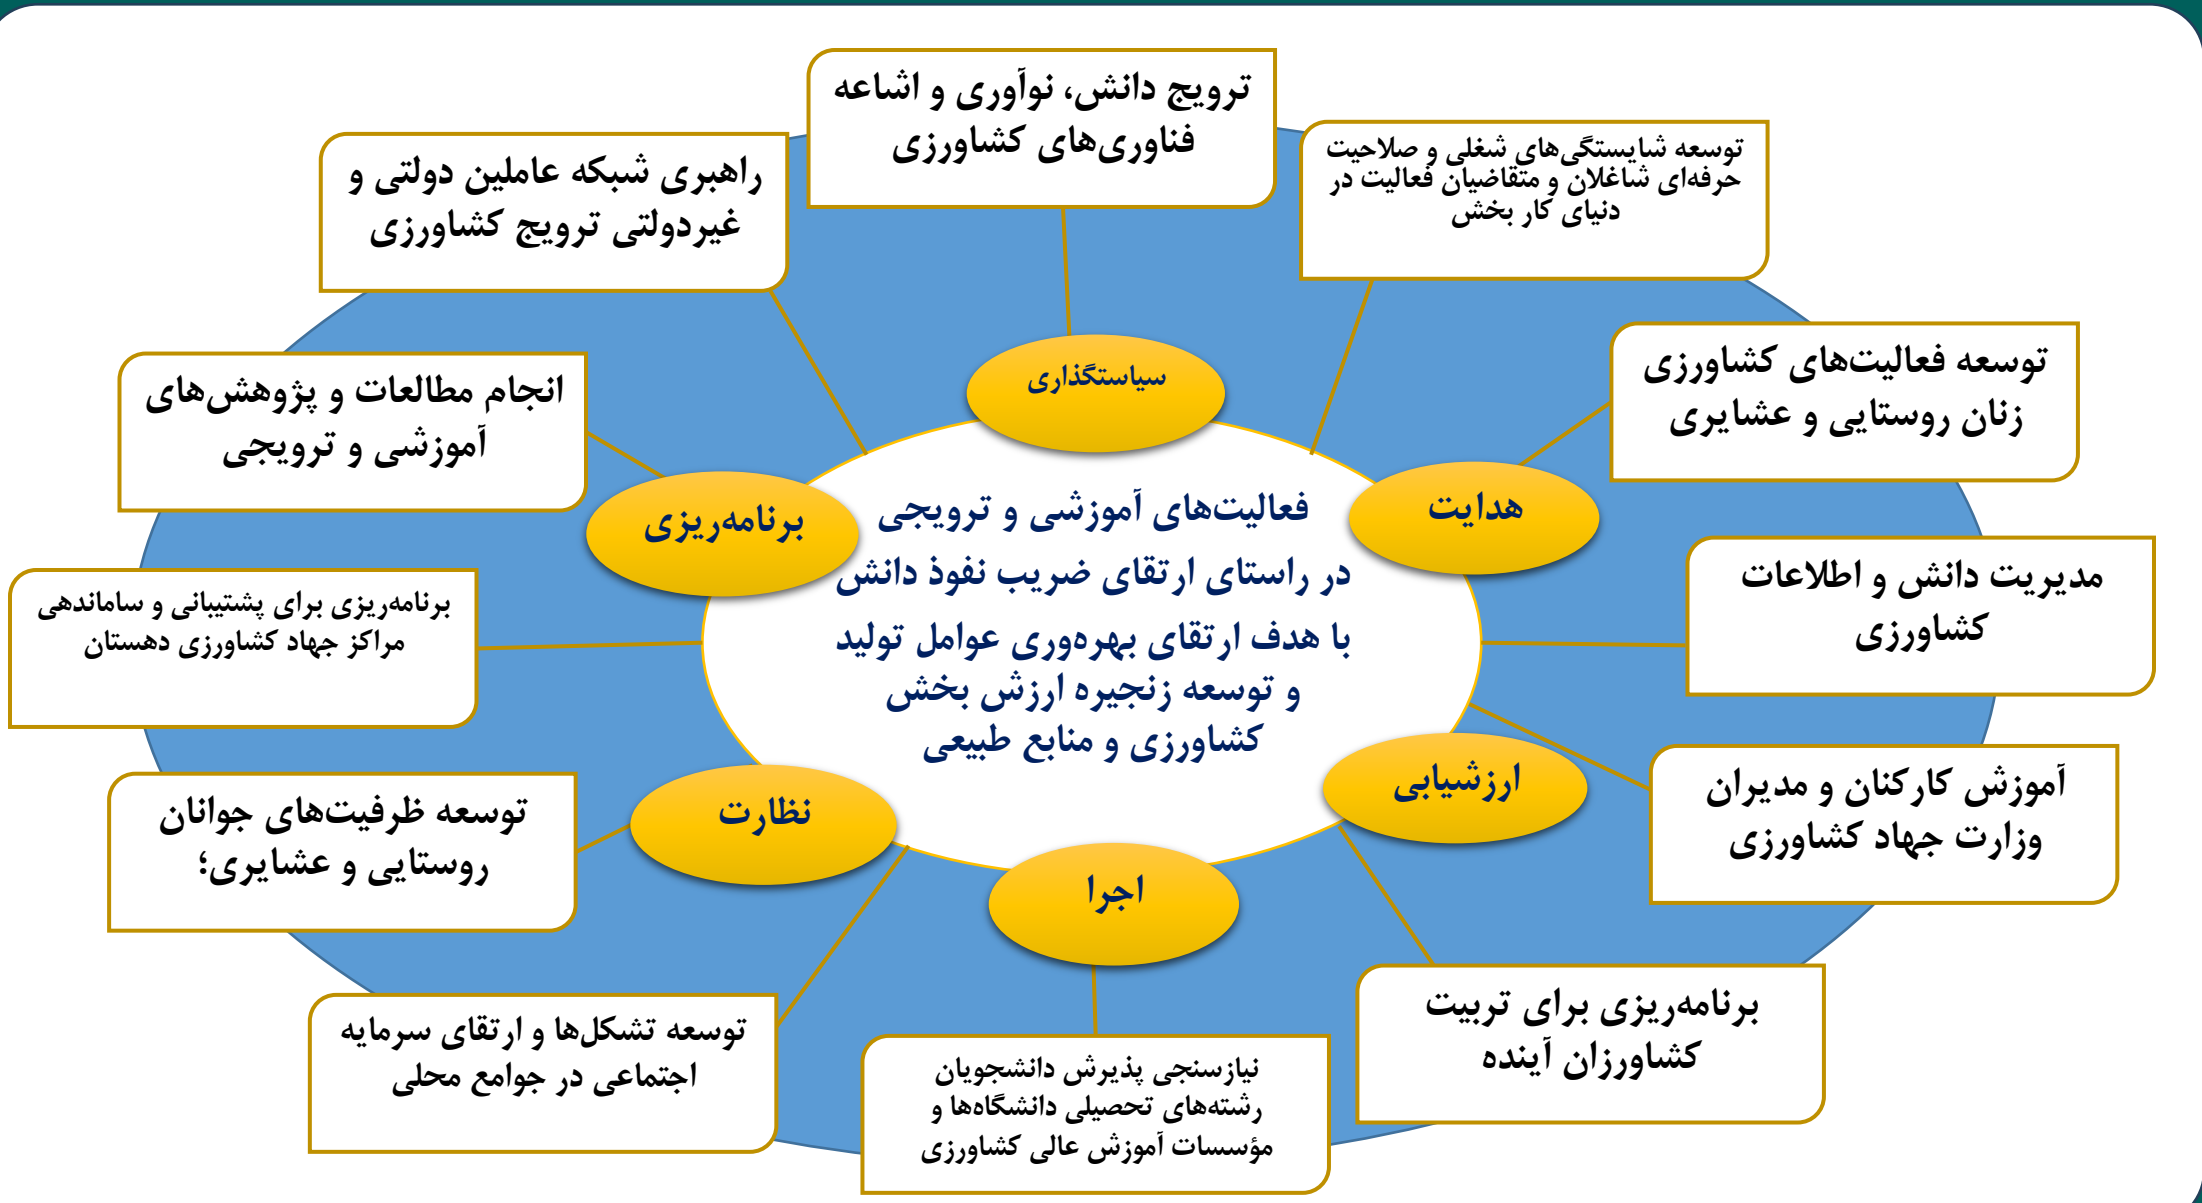 ترویج دانش، نوآوری و اشاعه
فناوری‌های کشاورزی
توسعه شایستگی‌های شغلی و صلاحیت
حرفه‌ای شاغلان و متقاضیان فعالیت در
دنیای کار بخش
توسعه فعالیت‌های کشاورزی
زنان روستایی و عشایری
مدیریت دانش و اطلاعات
کشاورزی
آموزش کارکنان و مدیران
وزارت جهاد کشاورزی
برنامه‌ریزی برای تربیت
کشاورزان آینده
نیازسنجی پذیرش دانشجویان
رشته‌های تحصیلی دانشگاه‌ها و
مؤسسات آموزش عالی کشاورزی
توسعه تشکل‌ها و ارتقای سرمایه
اجتماعی در جوامع محلی
توسعه ظرفیت‌های جوانان
روستایی و عشایری؛
برنامه‌ریزی برای پشتیبانی و ساماندهی
مراکز جهاد کشاورزی دهستان
انجام مطالعات و پژوهش‌های
آموزشی و ترویجی
راهبری شبکه عاملین دولتی و
غیردولتی ترویج کشاورزی
سیاستگذاری
هدایت
ارزشیابی
اجرا
نظارت
برنامه‌ریزی
فعالیت‌های آموزشی و ترویجی
در راستای ارتقای ضریب نفوذ دانش
با هدف ارتقای بهره‌وری عوامل تولید
و توسعه زنجیره ارزش بخش
کشاورزی و منابع طبیعی